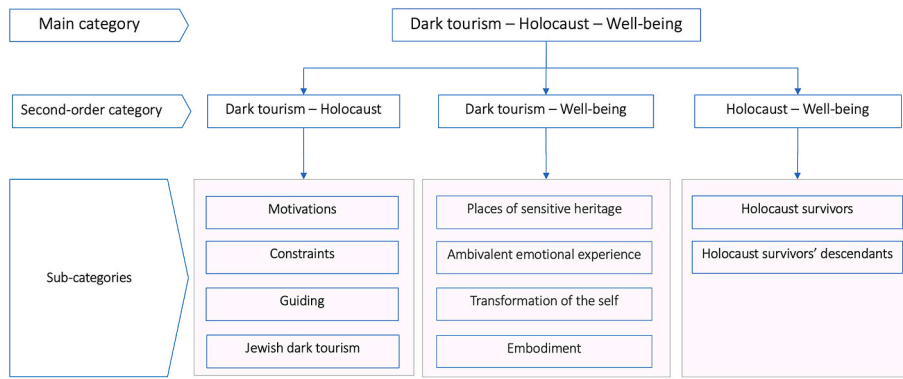 Main category
Dark tourism – Holocaust – Well-being
Second-order category
Dark tourism – Holocaust
Dark tourism – Well-being
Holocaust – Well-being
Sub-categories
Motivations
Constraints
Guiding
Jewish dark tourism
Places of sensitive heritage
Ambivalent emotional experience
Transformation of the self
Embodiment
Holocaust survivors
Holocaust survivors’ descendants